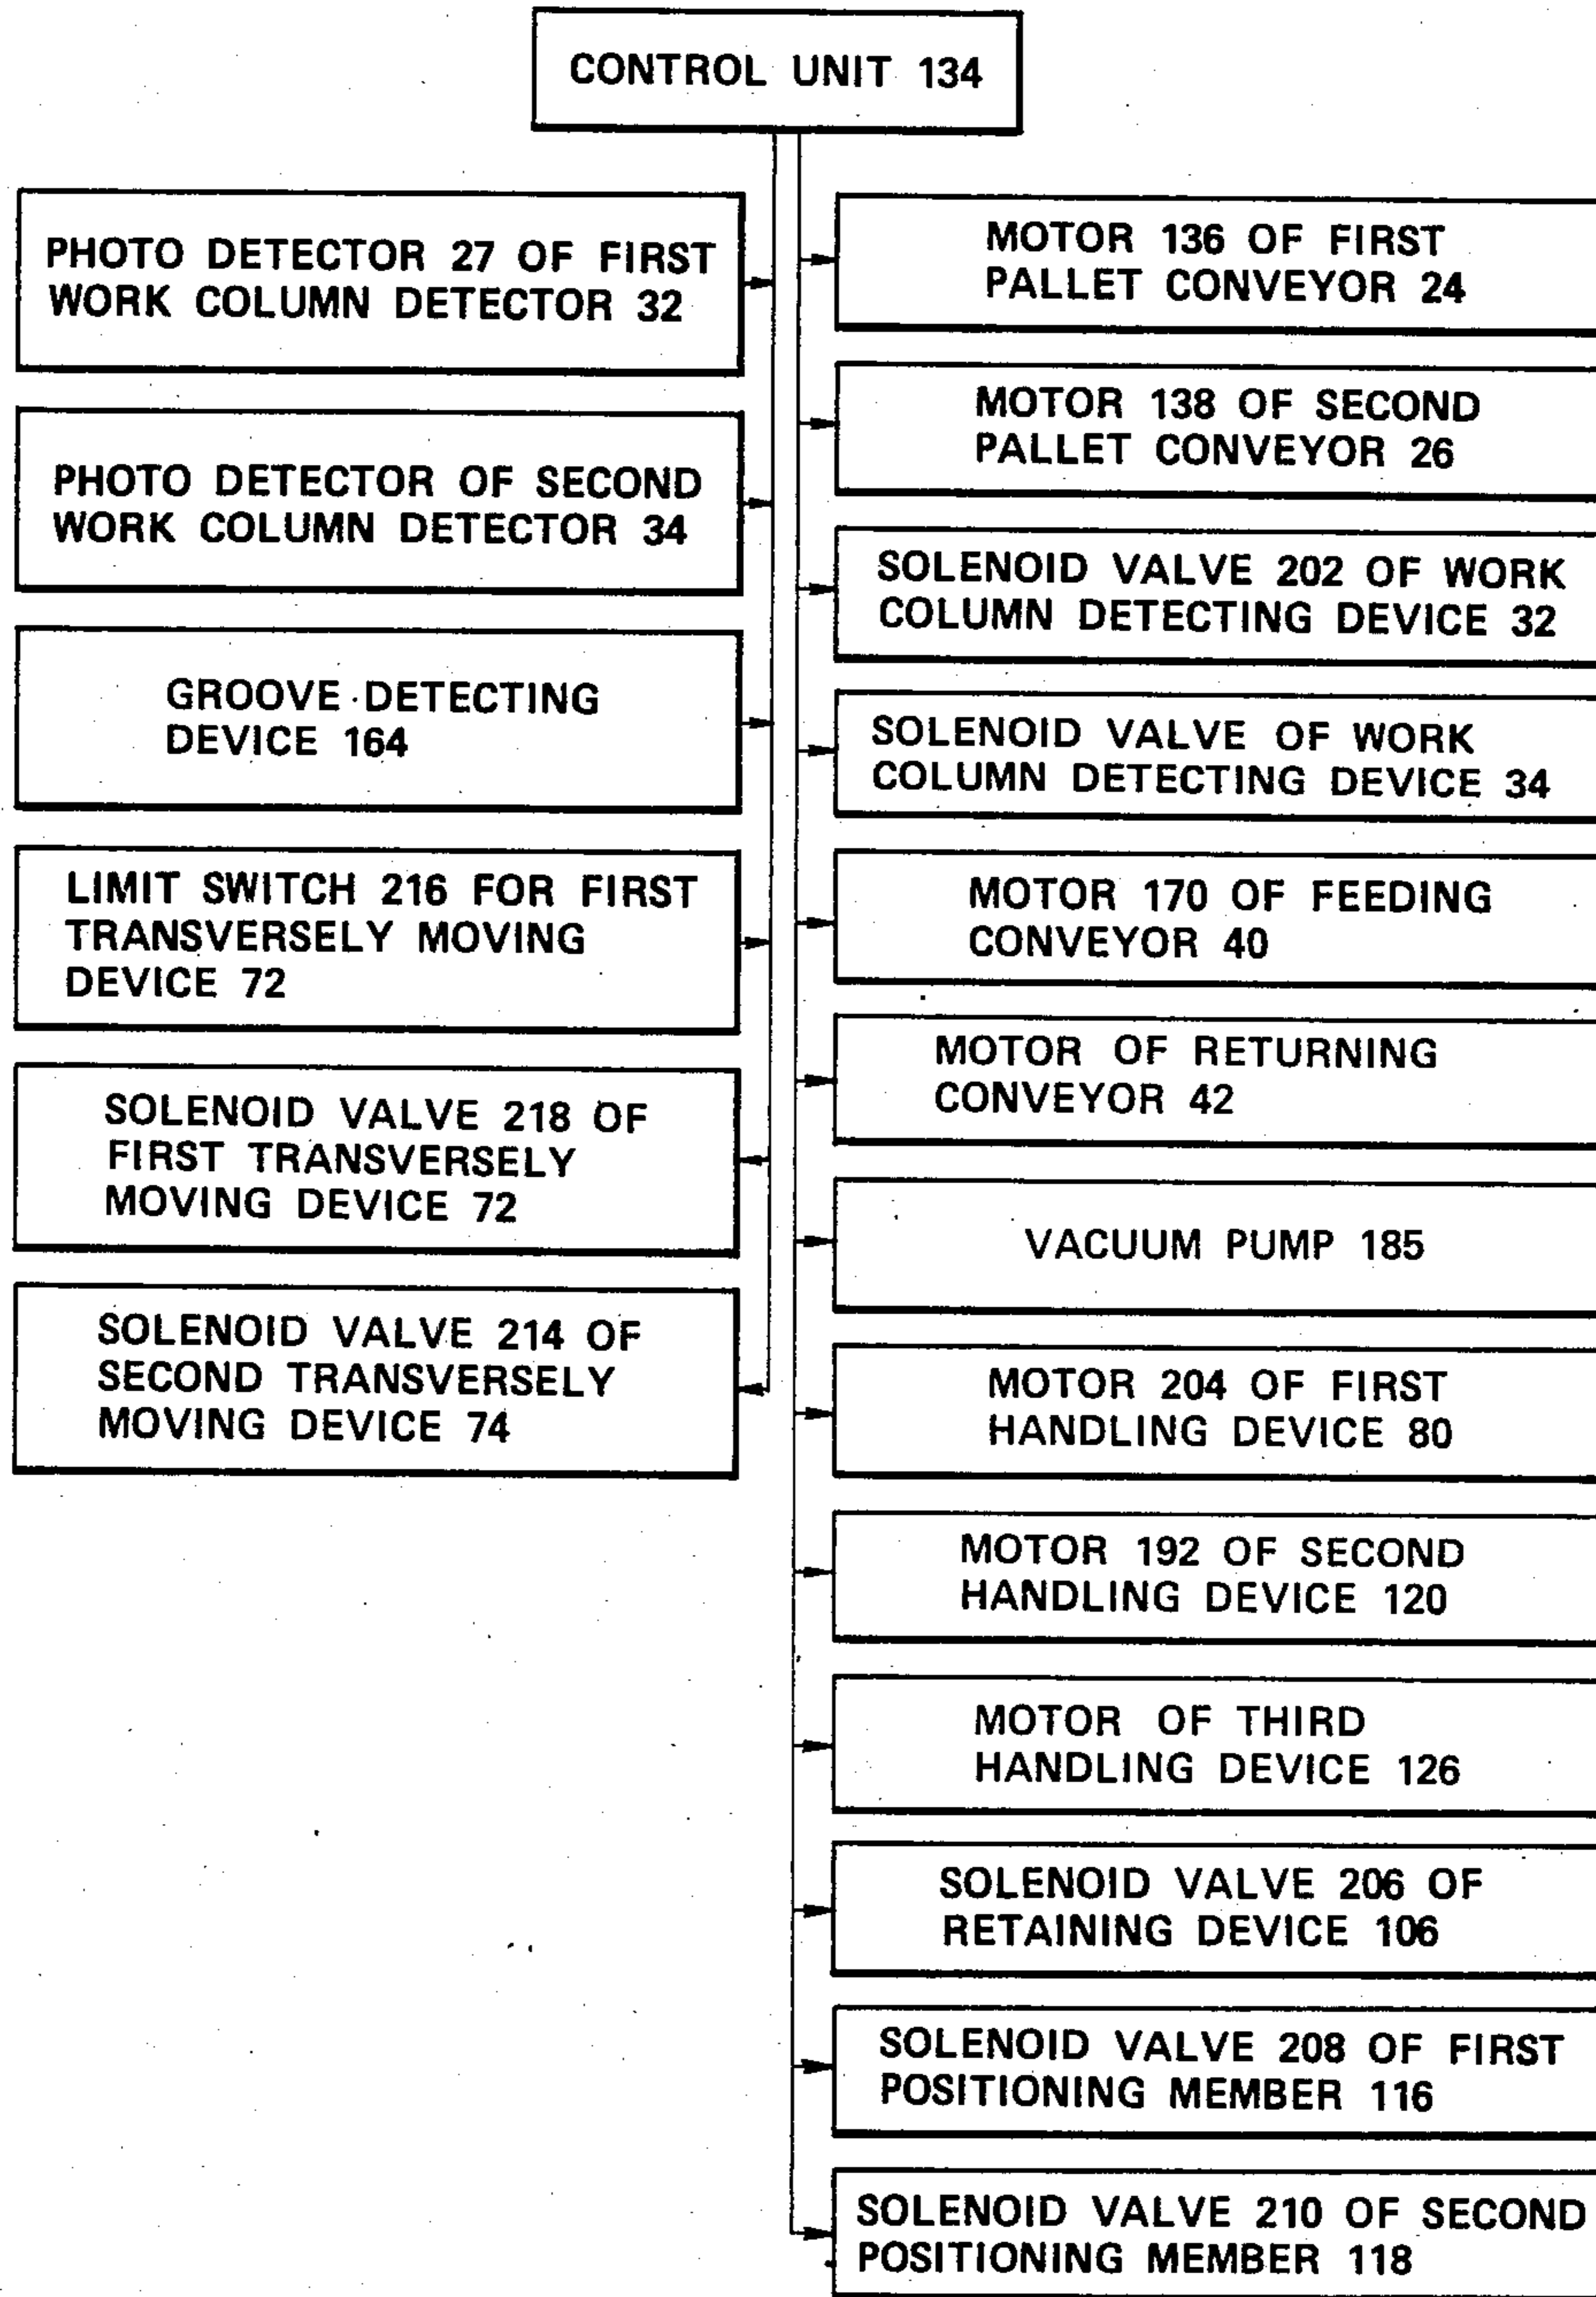 CONTROL UNIT 134
PHOTO DETECTOR 27 OF FIRST
WORK COLUMN DETECTOR 32
PHOTO DETECTOR OF SECOND
WORK COLUMN DETECTOR 34
GROOVE DETECTING
DEVICE 164
LIMIT SWITCH 216 FOR FIRST
TRANSVERSELY MOVING
DEVICE 72
SOLENOID VALVE 218 OF
FIRST TRANSVERSELY
MOVING DEVICE 72
SOLENOID VALVE 214 OF
SECOND TRANSVERSELY
MOVING DEVICE 74
MOTOR 136 OF FIRST
PALLET CONVEYOR 24
MOTOR 138 OF SECOND
PALLET CONVEYOR 26
SOLENOID VALVE 202 OF WORK
COLUMN DETECTING DEVICE 32
SOLENOID VALVE OF WORK
COLUMN DETECTING DEVICE 34
MOTOR 170 OF FEEDING
CONVEYOR 40
MOTOR OF RETURNING
CONVEYOR 42
VACUUM PUMP 185
MOTOR 204 OF FIRST
HANDLING DEVICE 80
MOTOR 192 OF SECOND
HANDLING DEVICE 120
MOTOR OF THIRD
HANDLING DEVICE 126
SOLENOID VALVE 206 OF
RETAINING DEVICE 106
SOLENOID VALVE 208 OF FIRST
POSITIONING MEMBER 116
SOLENOID VALVE 210 OF SECOND
POSITIONING MEMBER 118